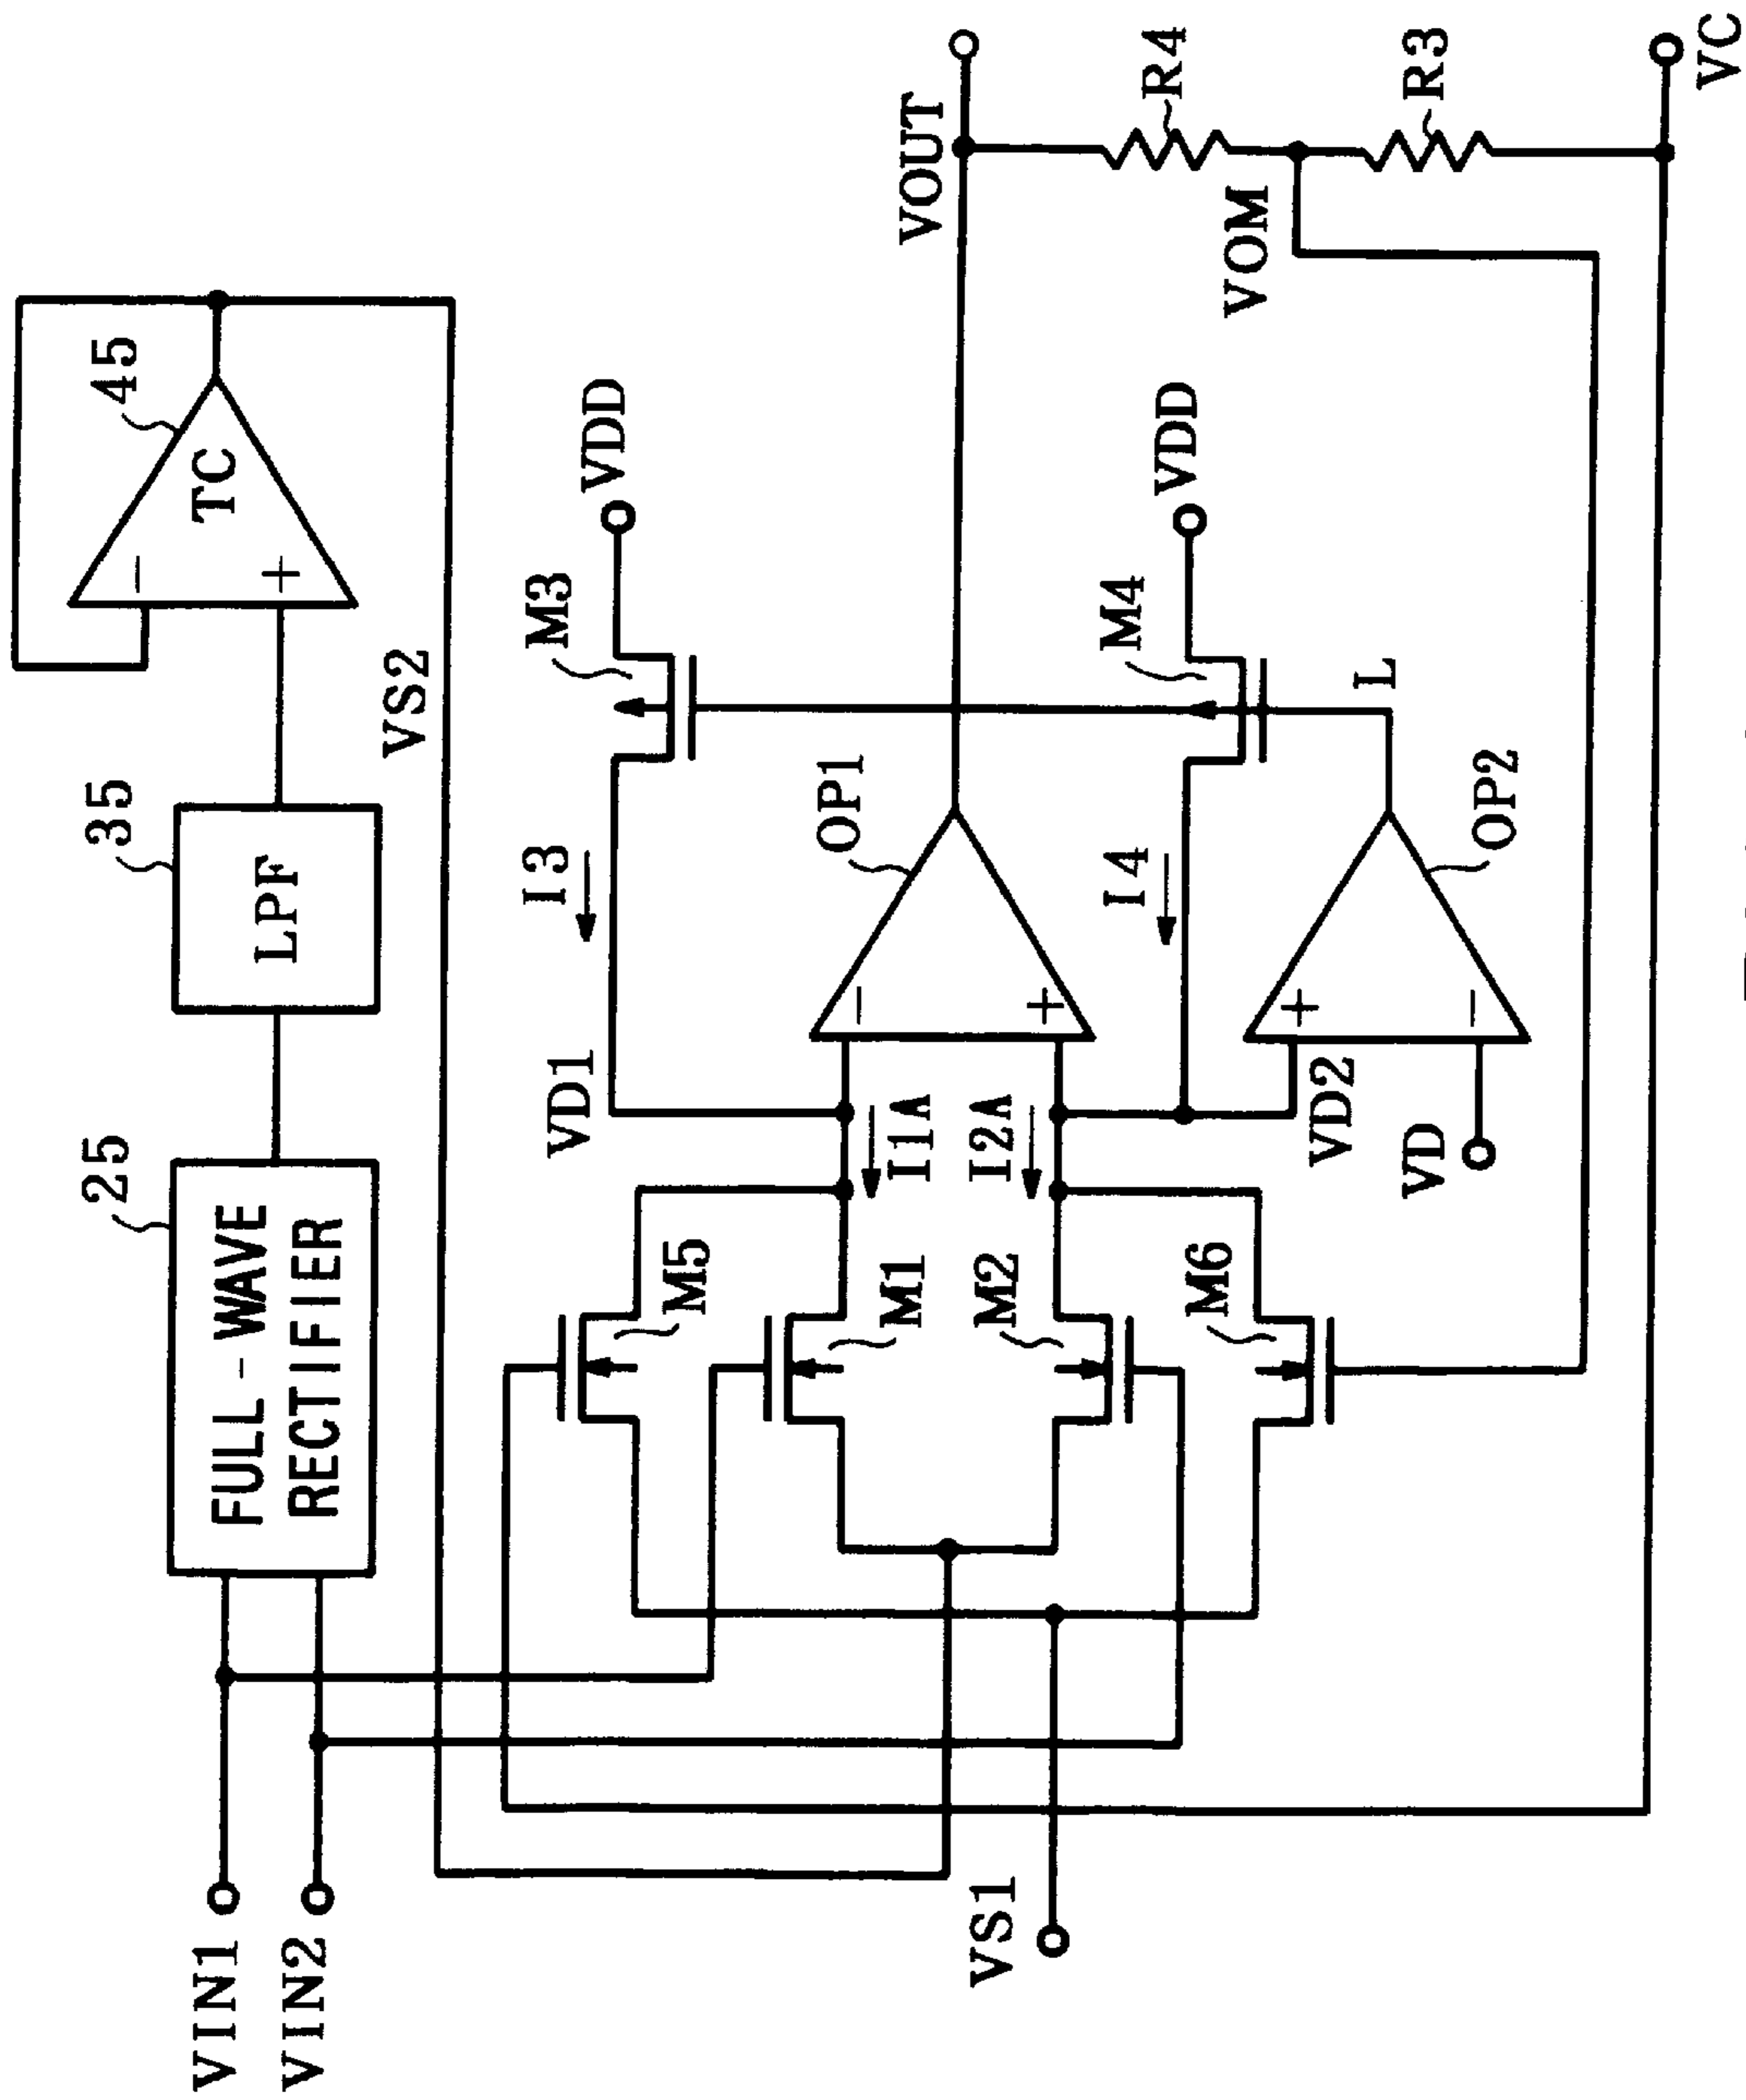 VIN1
VIN2
25
FULL-WAVE
RECTIFIER
35
LPF
45
TC
-
+
VS2
VS1
M5
M1
M2
M6
VD1
I1A
I2A
VD2
VD
I3
I4
-
+
OP1
+
-
OP2
L
M3
VDD
M4
VDD
VOUT
VOM
R4
R3
VC